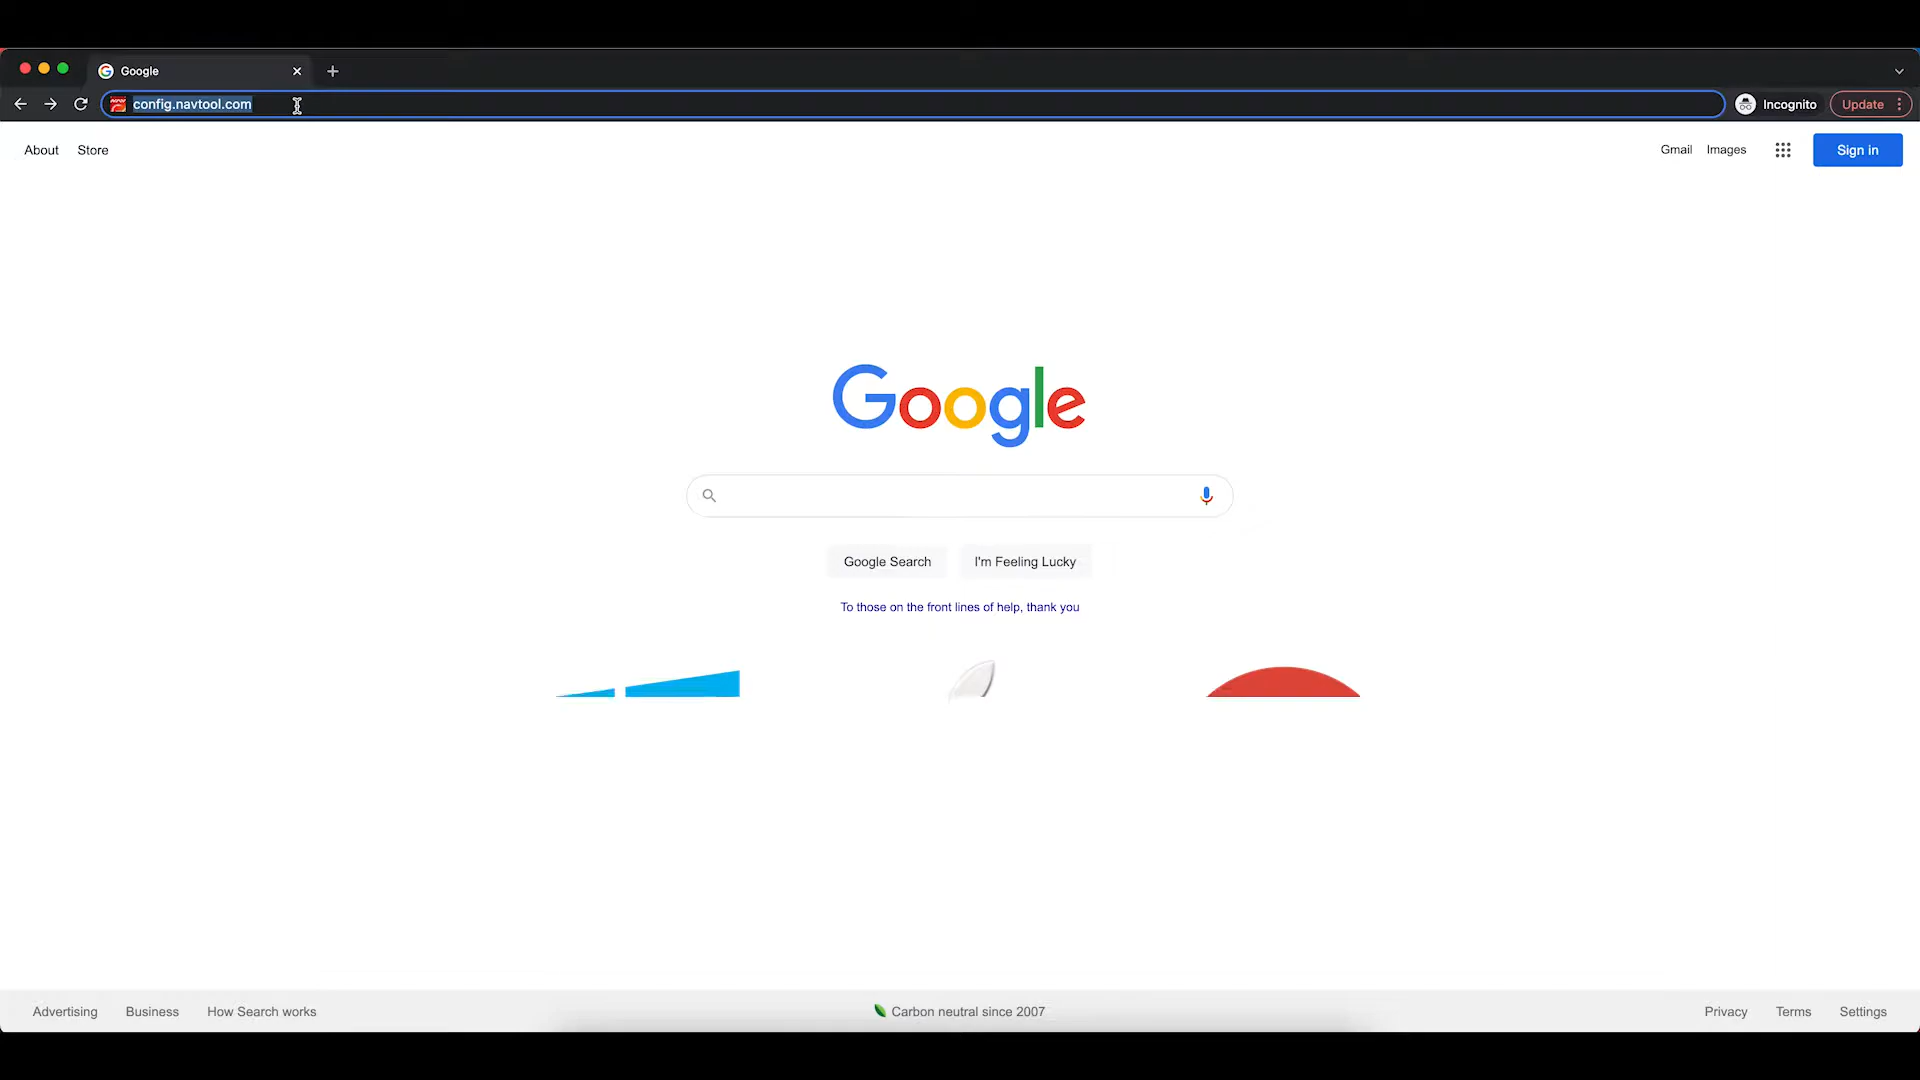 Google
config.navtool.com
Incognito
Update
About
Store
Gmail
Images
Sign in
Google
Google Search
I'm Feeling Lucky
To those on the front lines of help, thank you
Advertising
Business
How Search works
Carbon neutral since 2007
Privacy
Terms
Settings